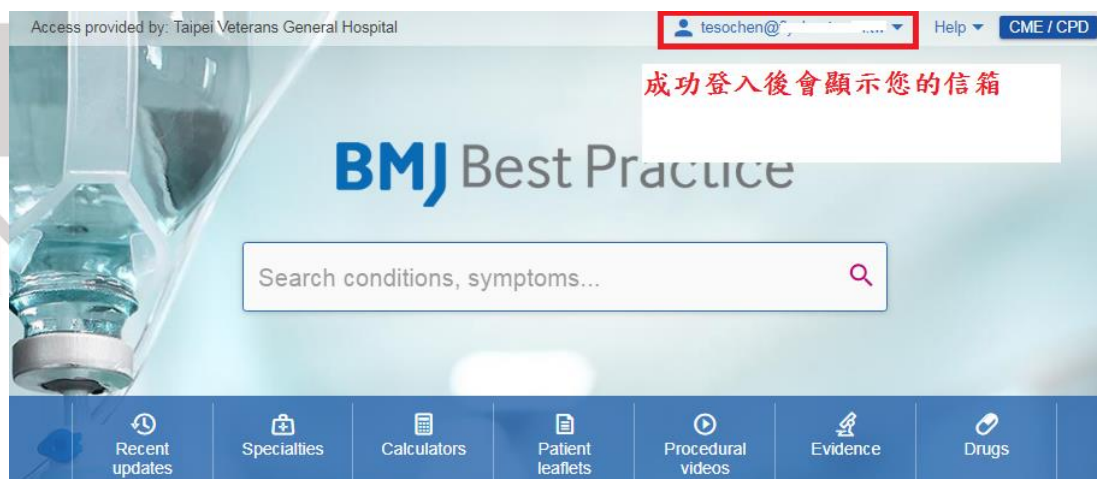 Access provided by: Taipei Veterans General Hospital
tesochen@
Help
CME / CPD
成功登入後會顯示您的信箱
BMJ Best Practice
Search conditions, symptoms...
Recent
updates
Specialties
Calculators
Patient
leaflets
Procedural
videos
Evidence
Drugs